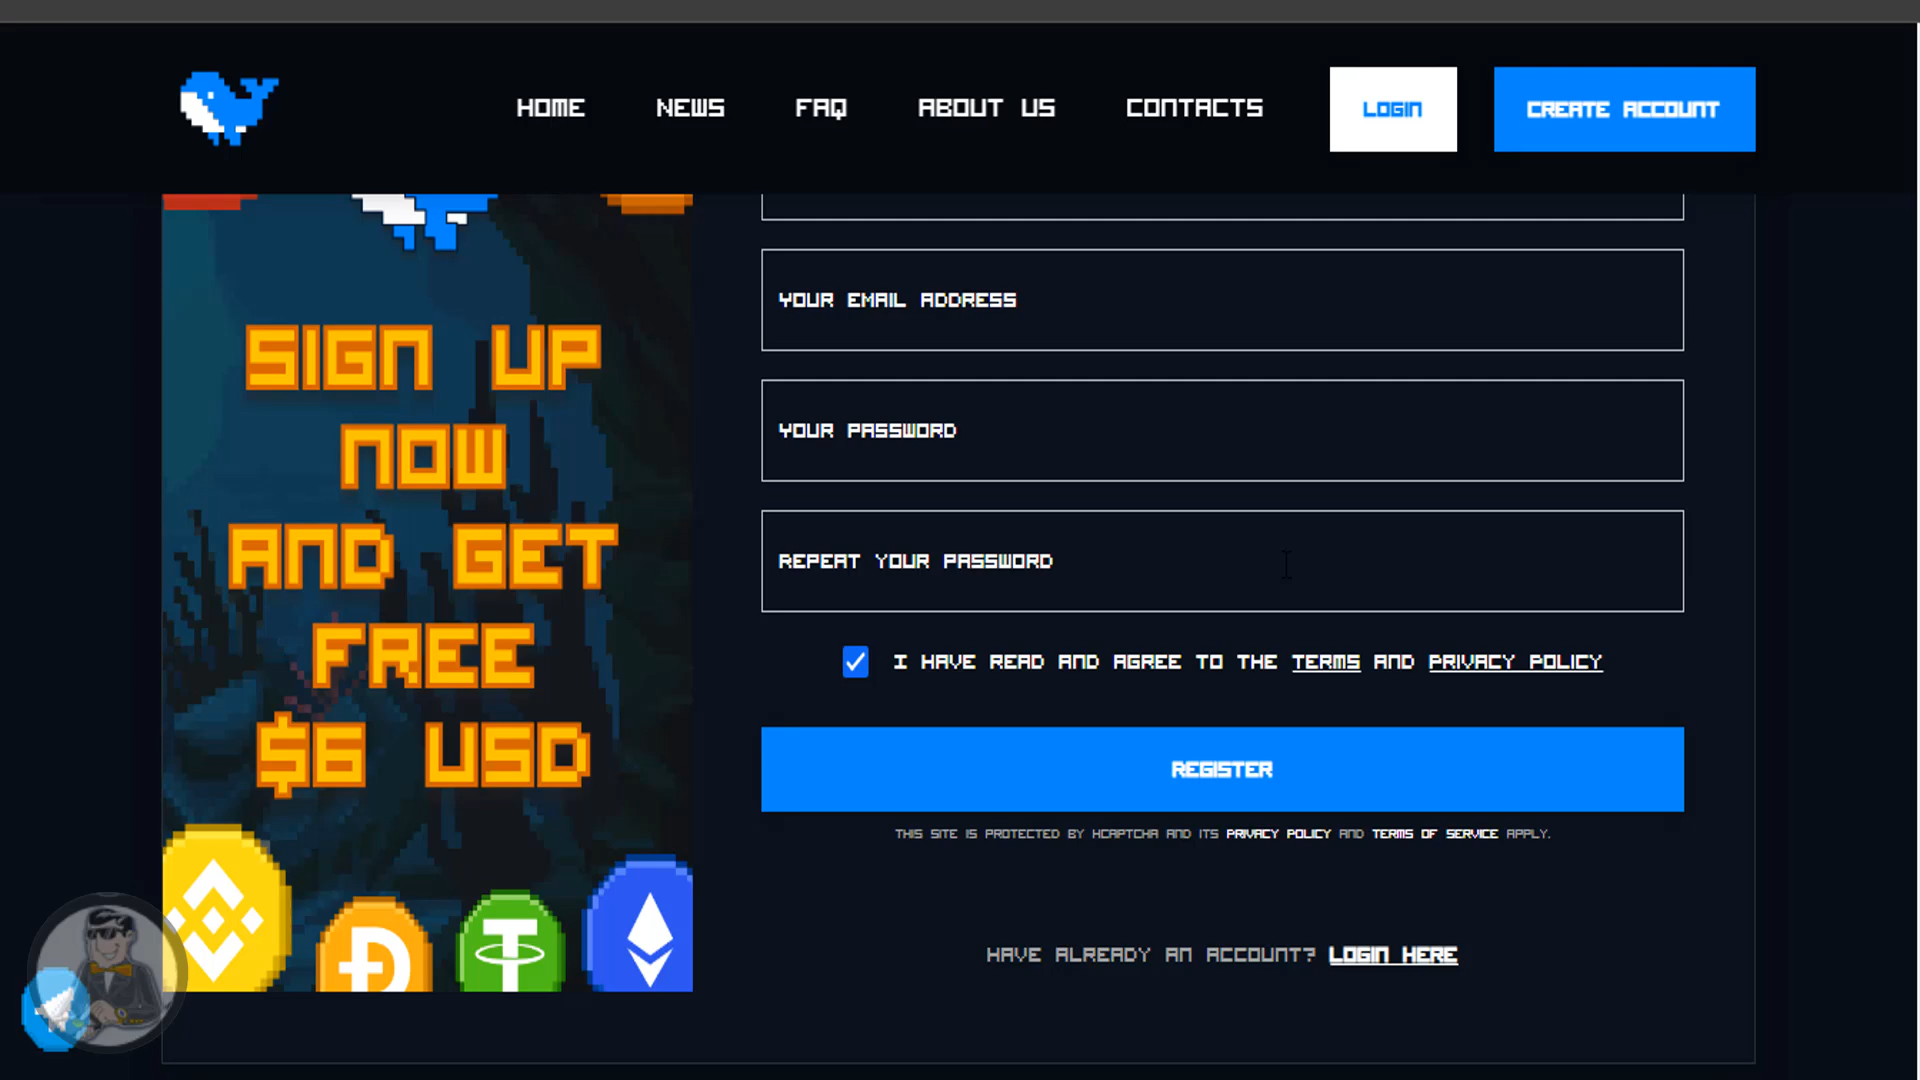 HOME NEWS FAQ ABOUT US CONTACTS LOGIN CREATE ACCOUNT
SIGN UP
NOW
AND GET
FREE
$6 USD
YOUR EMAIL ADDRESS
YOUR PASSWORD
REPEAT YOUR PASSWORD
I HAVE READ AND AGREE TO THE TERMS AND PRIVACY POLICY
REGISTER
THIS SITE IS PROTECTED BY HCAPTCHA AND ITS PRIVACY POLICY AND TERMS OF SERVICE APPLY.
HAVE ALREADY AN ACCOUNT? LOGIN HERE